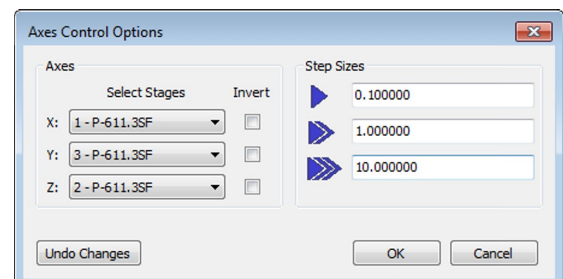 Axes Control Options
Axes
Select Stages Invert
X: 1 - P-611.3SF
Y: 3 - P-611.3SF
Z: 2 - P-611.3SF
Step Sizes
0.100000
1.000000
10.000000
Undo Changes OK Cancel